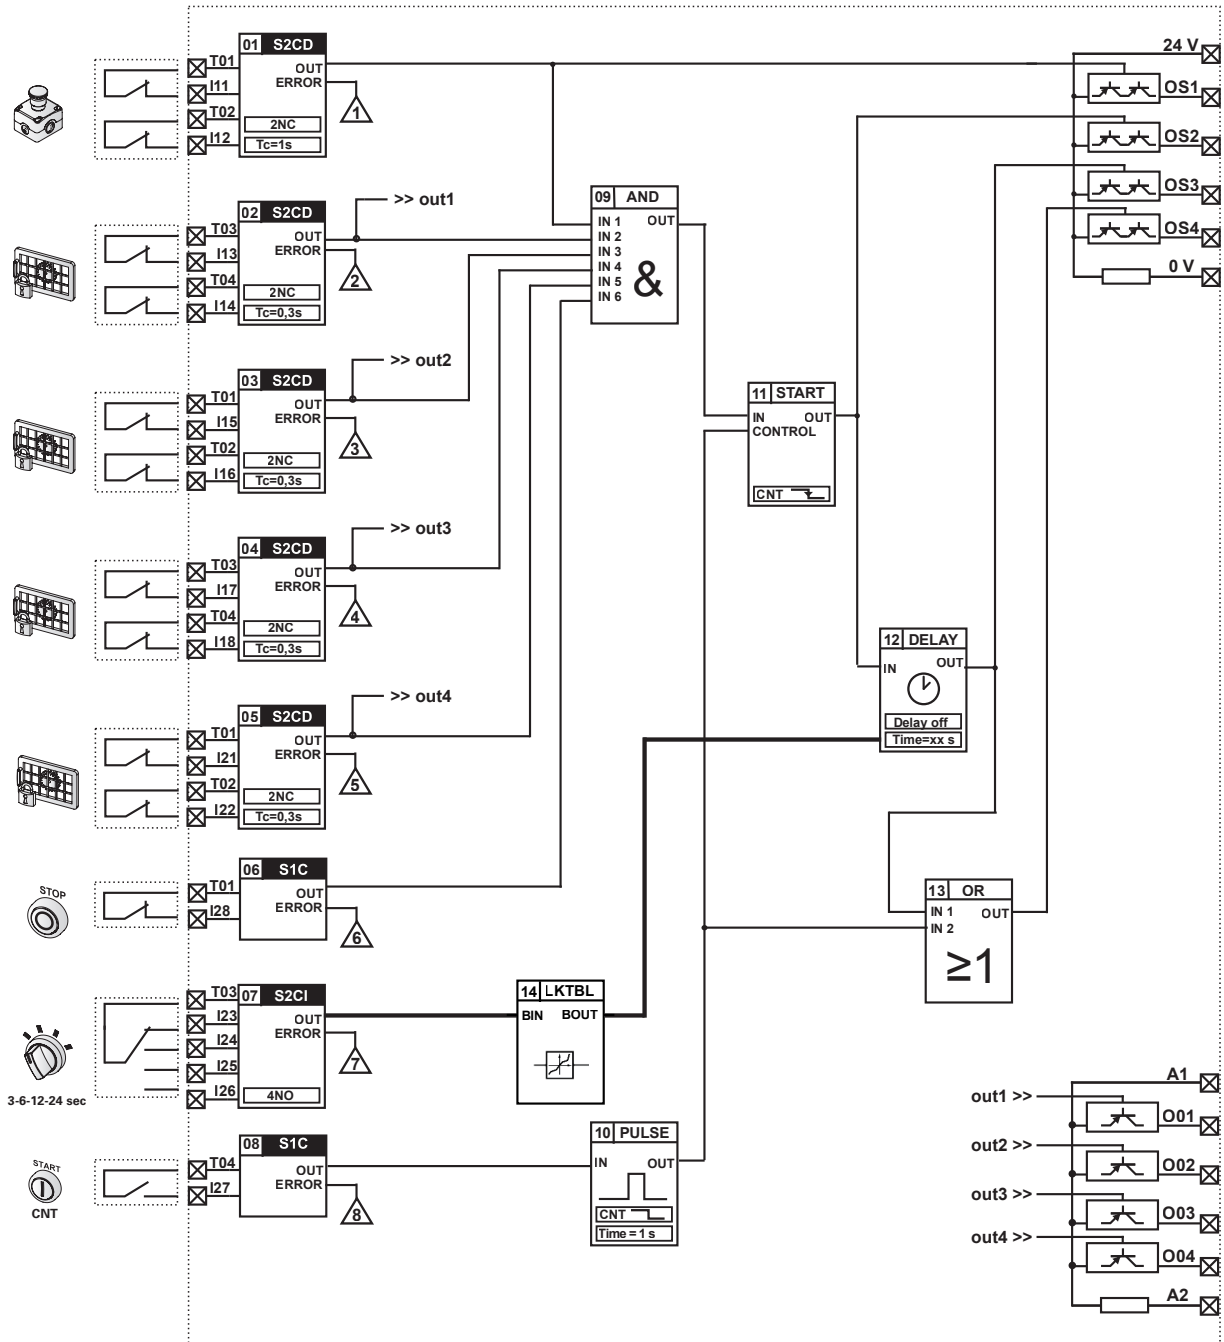 01 S2CD
T01
OUT
ERROR
I11
1
T02
2NC
I12
Tc=1s
24 V
OS1
OS2
OS3
OS4
0 V
>> out1
02 S2CD
T03
OUT
ERROR
I13
2
T04
2NC
I14
Tc=0,3s
09 AND
IN 1 OUT
IN 2
IN 3
IN 4
IN 5
IN 6
&
>> out2
03 S2CD
T01
OUT
ERROR
I15
3
T02
2NC
I16
Tc=0,3s
11 START
IN OUT
CONTROL
CNT
>> out3
04 S2CD
T03
OUT
ERROR
I17
4
T04
2NC
I18
Tc=0,3s
12 DELAY
IN OUT
Delay off
Time=xx s
>> out4
05 S2CD
T01
OUT
ERROR
I21
5
T02
2NC
I22
Tc=0,3s
STOP
06 S1C
T01
OUT
ERROR
I28
6
13 OR
IN 1 OUT
IN 2
≥1
3-6-12-24 sec
07 S2CI
T03
OUT
ERROR
I23
I24
I25
I26
7
4NO
14 LKTBL
BIN BOUT
START
CNT
08 S1C
T04
OUT
ERROR
I27
8
10 PULSE
IN OUT
CNT
Time = 1 s
A1
out1 >>
O01
out2 >>
O02
out3 >>
O03
out4 >>
O04
A2